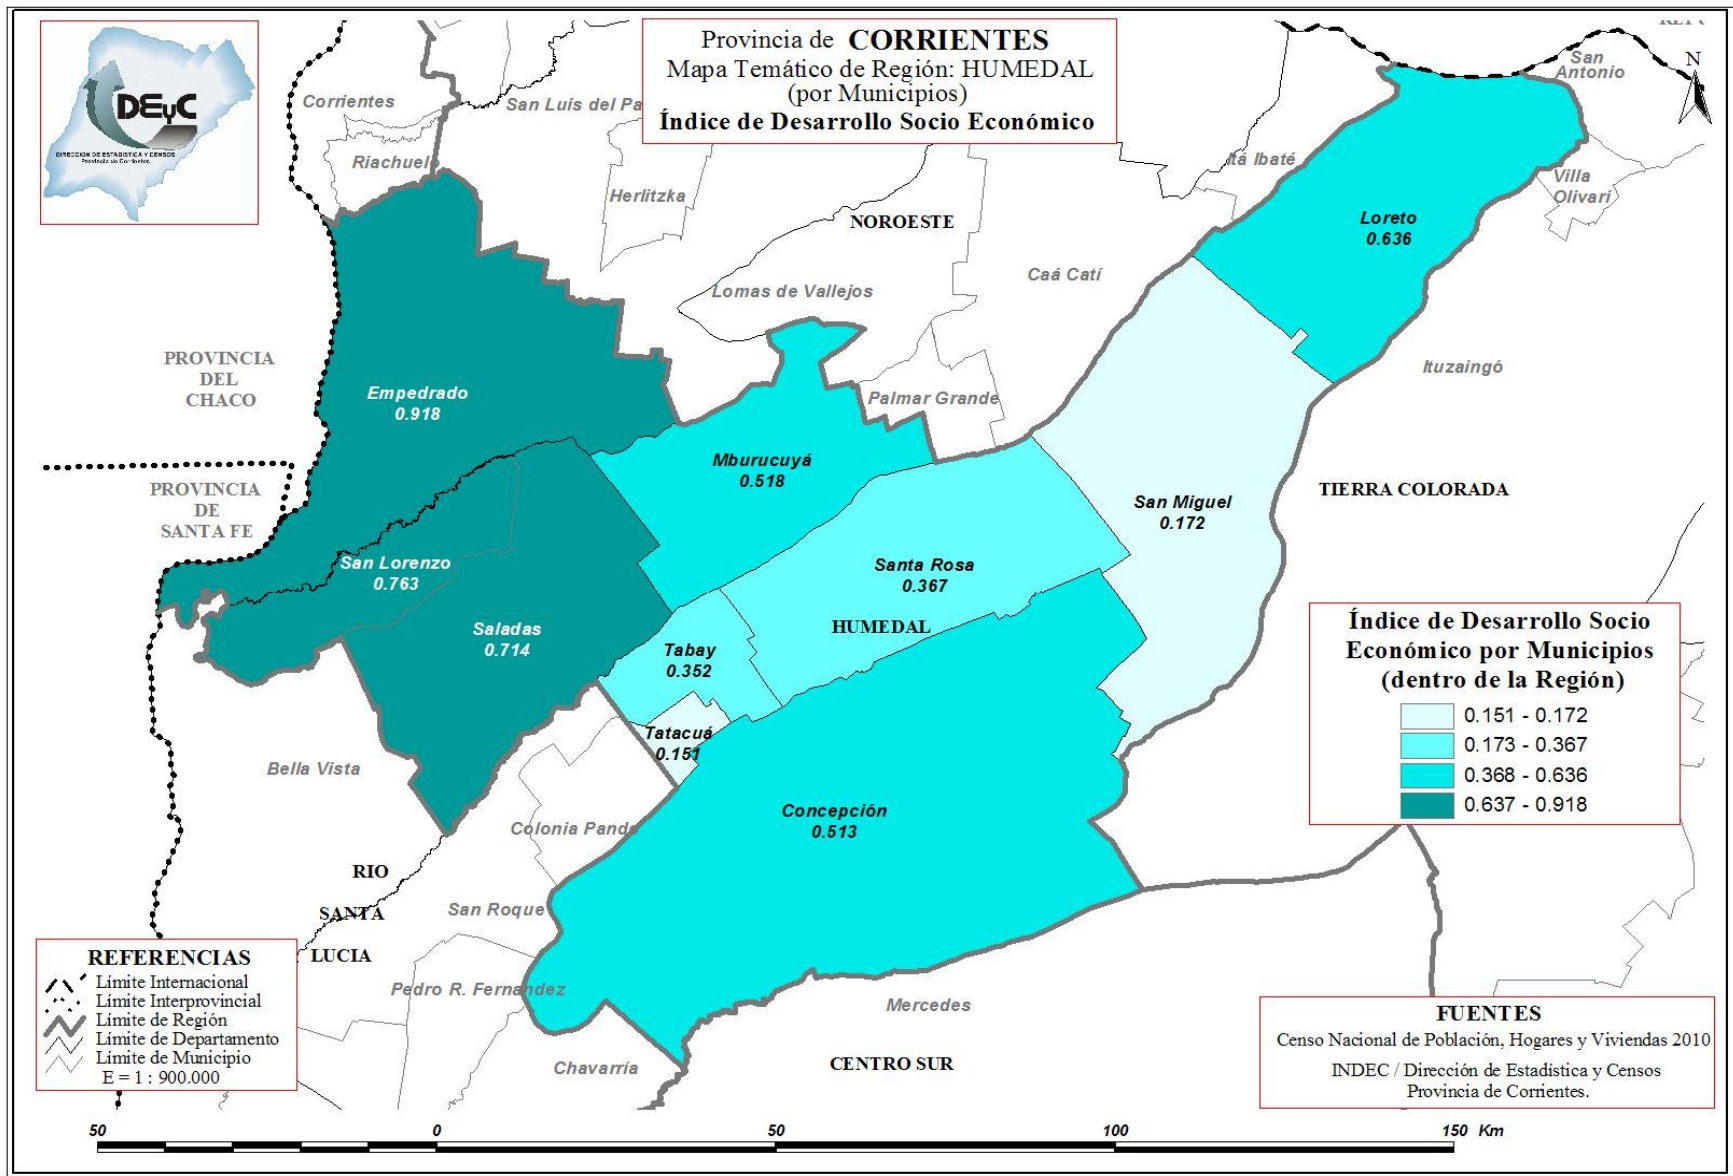 DEyC
DIRECCION DE ESTADISTICA Y CENSOS
Provincia de Corrientes
Provincia de CORRIENTES
Mapa Temático de Región: HUMEDAL
(por Municipios)
Índice de Desarrollo Socio Económico
N
San
Antonio
Corrientes
San Luis del Pa
Riachuelo
Herlitzka
Itá Ibaté
Villa
Olivari
NOROESTE
Loreto
0.636
Caá Catí
Lomas de Vallejos
PROVINCIA
DEL
CHACO
Ituzaingó
Empedrado
0.918
Palmar Grande
Mburucuyá
0.518
PROVINCIA
DE
SANTA FE
San Miguel
0.172
TIERRA COLORADA
San Lorenzo
0.763
Santa Rosa
0.367
HUMEDAL
Saladas
0.714
Tabay
0.352
Tatacuá
0.151
Bella Vista
Concepción
0.513
Colonia Pando
RIO
SANTA
LUCIA
San Roque
Pedro R. Fernandez
Mercedes
Chavarría
CENTRO SUR
Índice de Desarrollo Socio
Económico por Municipios
(dentro de la Región)
0.151 - 0.172
0.173 - 0.367
0.368 - 0.636
0.637 - 0.918
REFERENCIAS
Límite Internacional
Límite Interprovincial
Límite de Región
Límite de Departamento
Límite de Municipio
E = 1 : 900.000
FUENTES
Censo Nacional de Población, Hogares y Viviendas 2010
INDEC / Dirección de Estadística y Censos
Provincia de Corrientes.
50 0 50 100 150 Km